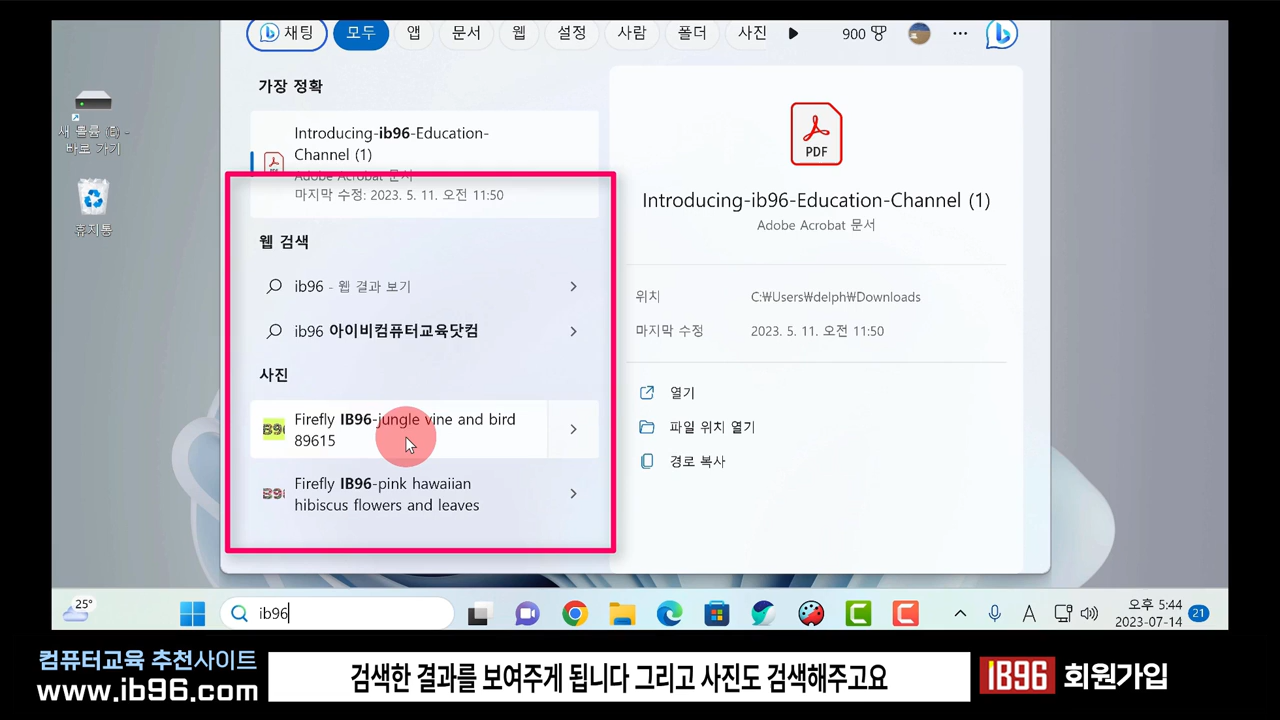 채팅 모두 앱 문서 웹 설정 사람 폴더 사진 900
가장 정확
Introducing-ib96-Education-
Channel (1)
Adobe Acrobat 문서
마지막 수정: 2023. 5. 11. 오전 11:50
웹 검색
ib96 - 웹 결과 보기
ib96 아이비컴퓨터교육닷컴
사진
Firefly IB96-jungle vine and bird
89615
Firefly IB96-pink hawaiian
hibiscus flowers and leaves
PDF
Introducing-ib96-Education-Channel (1)
Adobe Acrobat 문서
위치 C:₩Users₩delph₩Downloads
마지막 수정 2023. 5. 11. 오전 11:50
열기
파일 위치 열기
경로 복사
새 볼륨 (E) -
바로 가기
휴지통
25°
ib96
A
오후 5:44
2023-07-14
21
컴퓨터교육 추천사이트
www.ib96.com
검색한 결과를 보여주게 됩니다 그리고 사진도 검색해주고요
IB96 회원가입